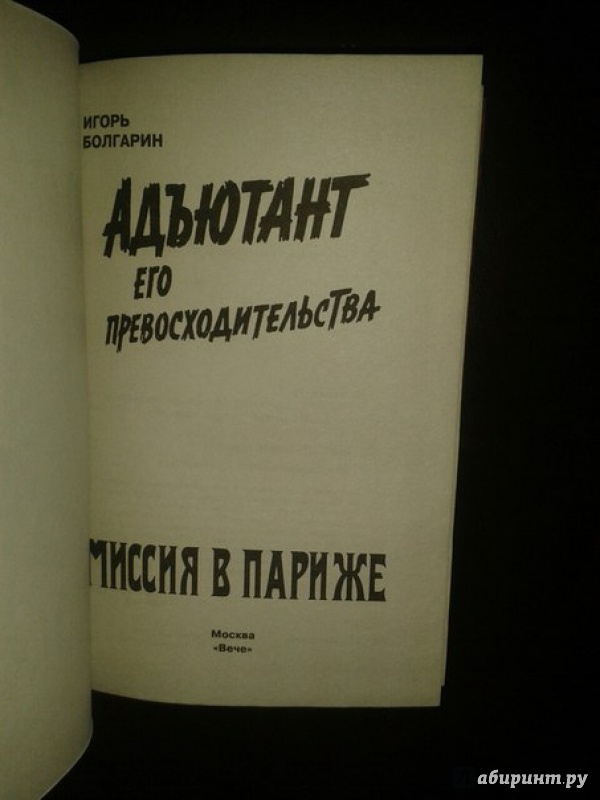 ИГОРЬ
БОЛГАРИН
АДЪЮТАНТ
ЕГО
ПРЕВОСХОДИТЕЛЬСТВА
МИССИЯ В ПАРИЖЕ
Москва
«Вече»
абиринт.ру